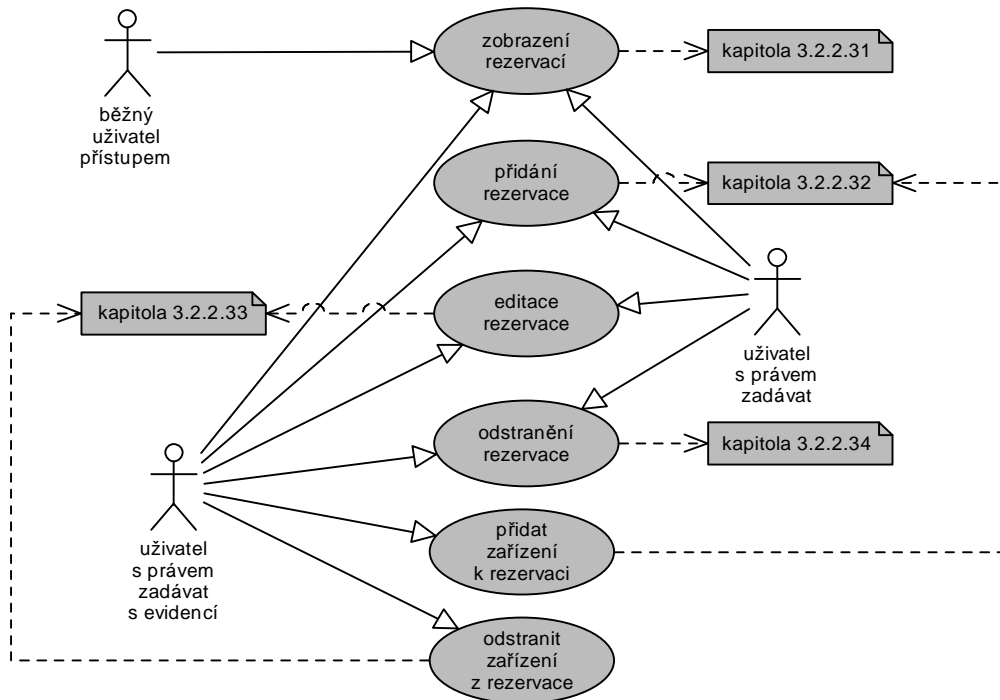 zobrazení
rezervací
kapitola 3.2.2.31
běžný
uživatel
přístupem
přidání
rezervace
kapitola 3.2.2.32
kapitola 3.2.2.33
editace
rezervace
uživatel
s právem
zadávat
odstranění
rezervace
kapitola 3.2.2.34
uživatel
s právem
zadávat
s evidencí
přidat
zařízení
k rezervaci
odstranit
zařízení
z rezervace